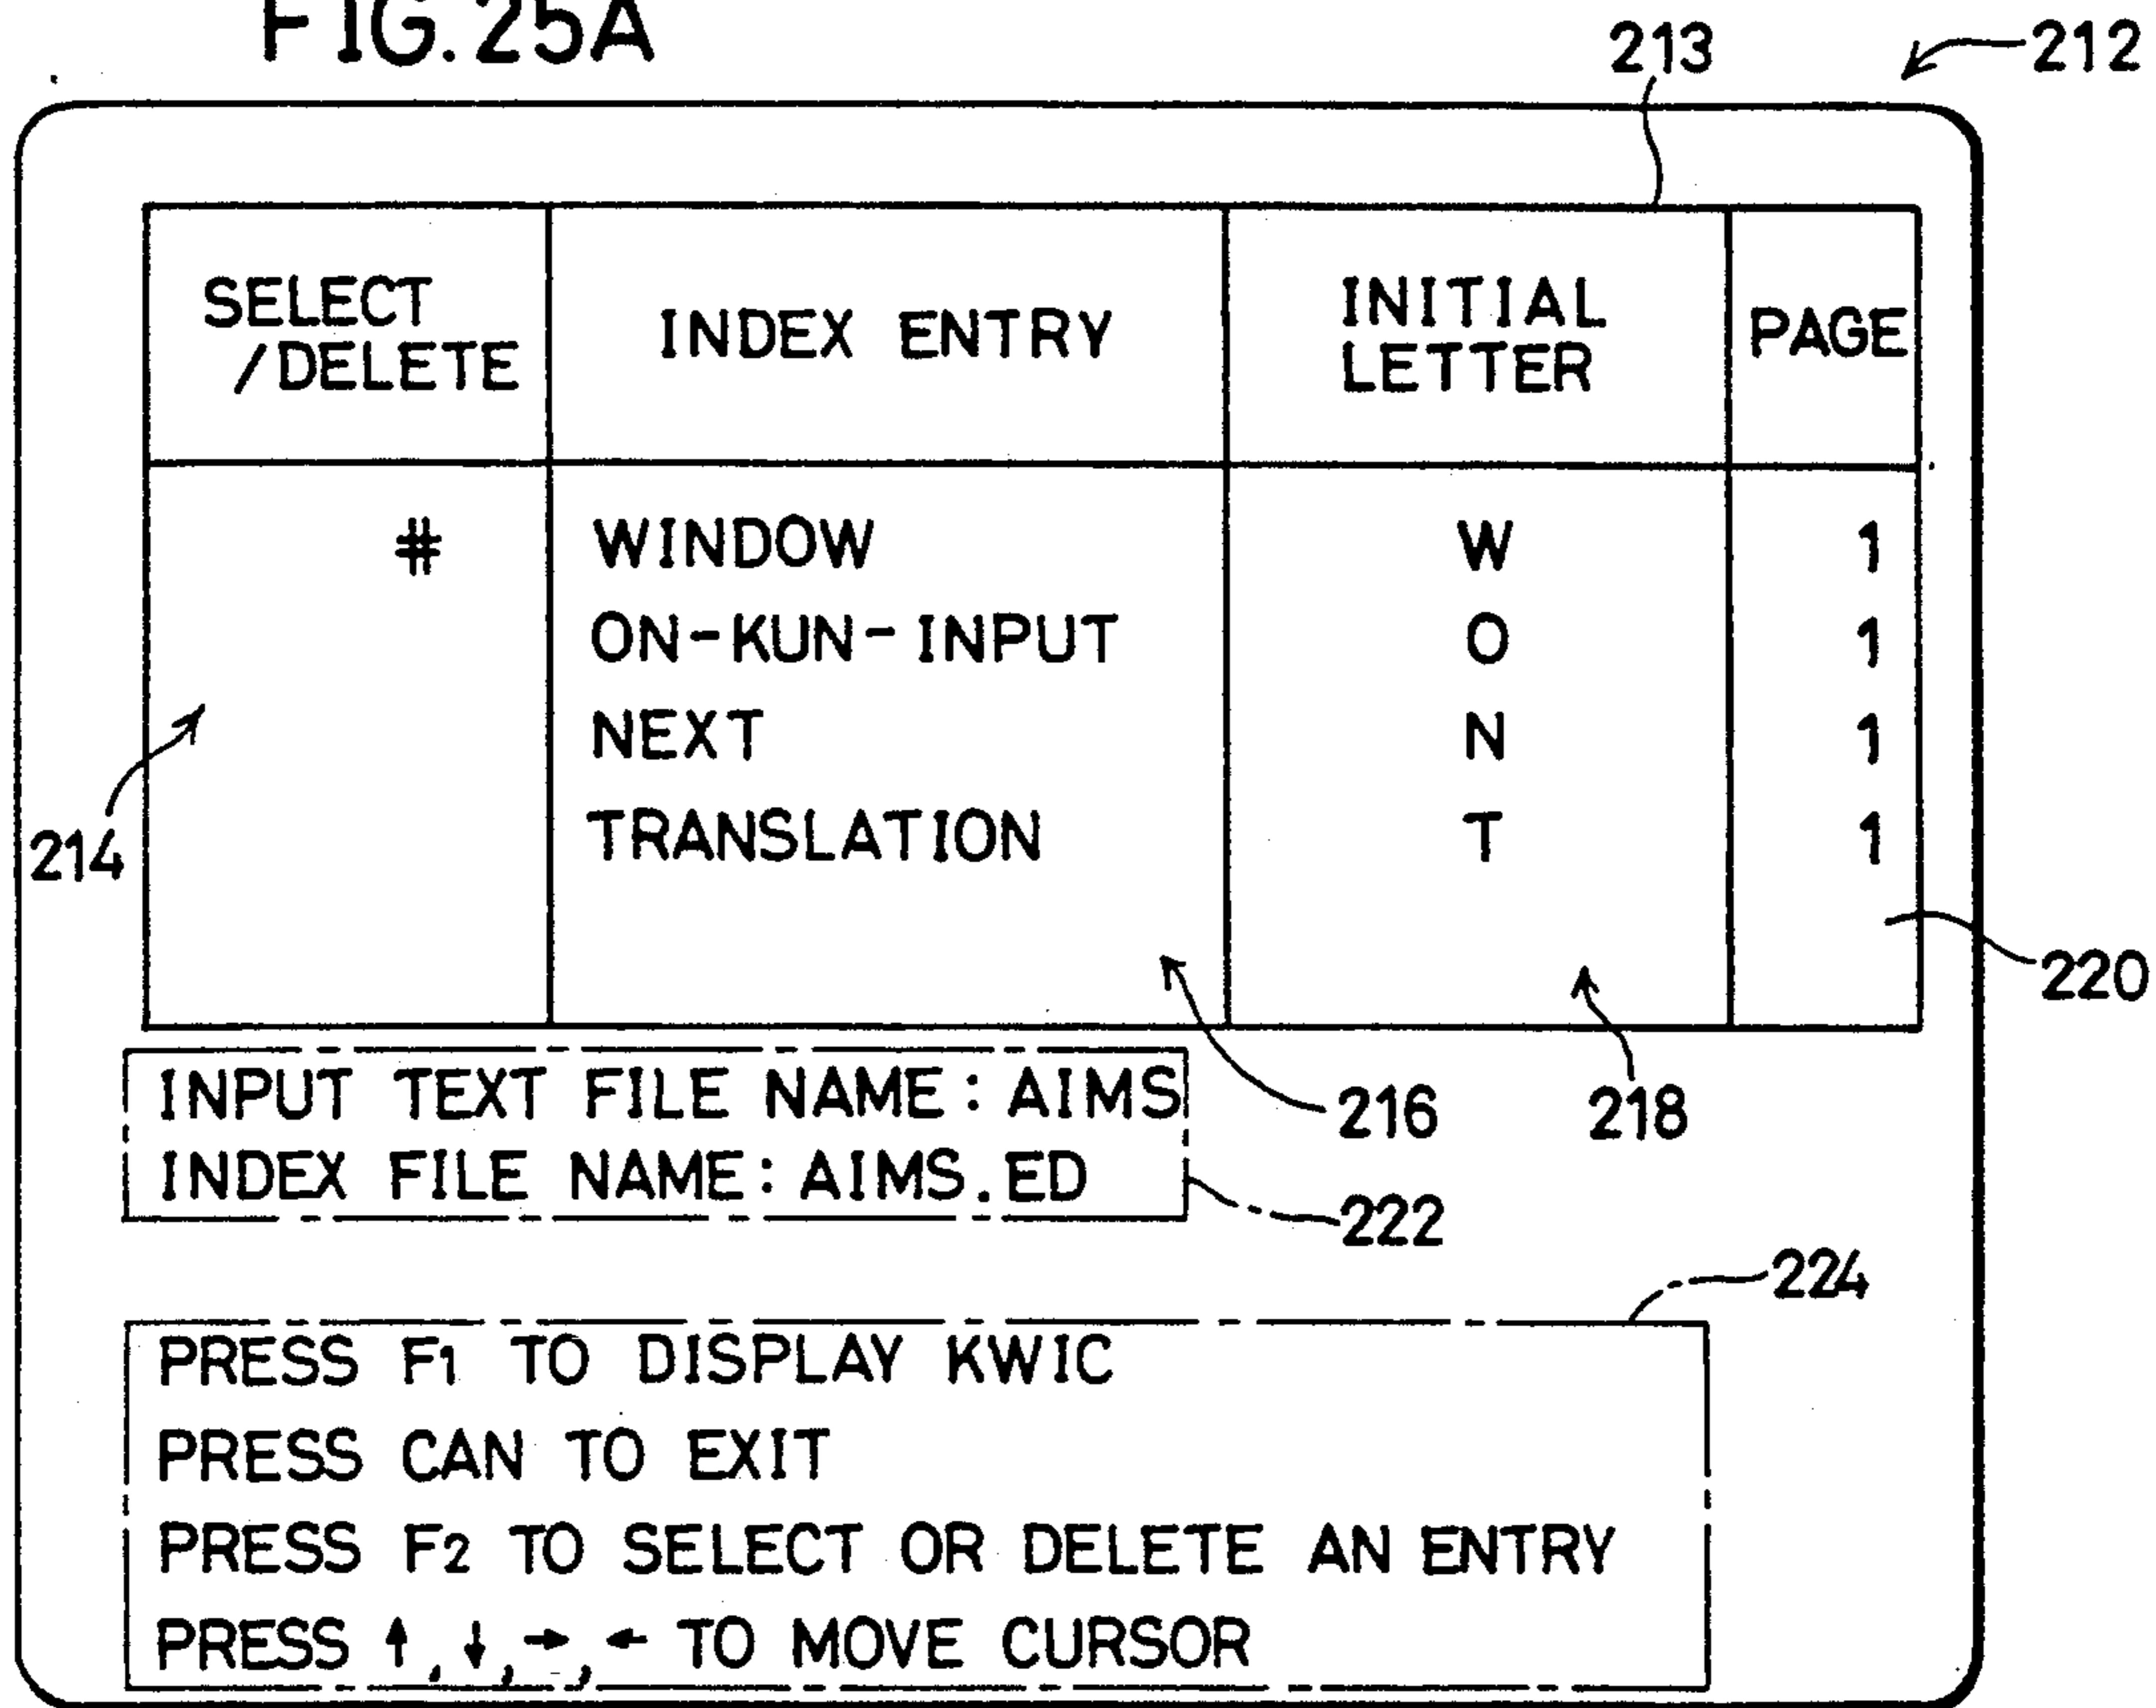 FIG. 25A
213
212
SELECT
/DELETE
INDEX ENTRY
INITIAL
LETTER
PAGE
# WINDOW W 1
ON-KUN-INPUT O 1
NEXT N 1
TRANSLATION T 1
214
220
216
218
INPUT TEXT FILE NAME: AIMS
INDEX FILE NAME: AIMS.ED
222
224
PRESS F1 TO DISPLAY KWIC
PRESS CAN TO EXIT
PRESS F2 TO SELECT OR DELETE AN ENTRY
PRESS ↑, ↓, →, ← TO MOVE CURSOR